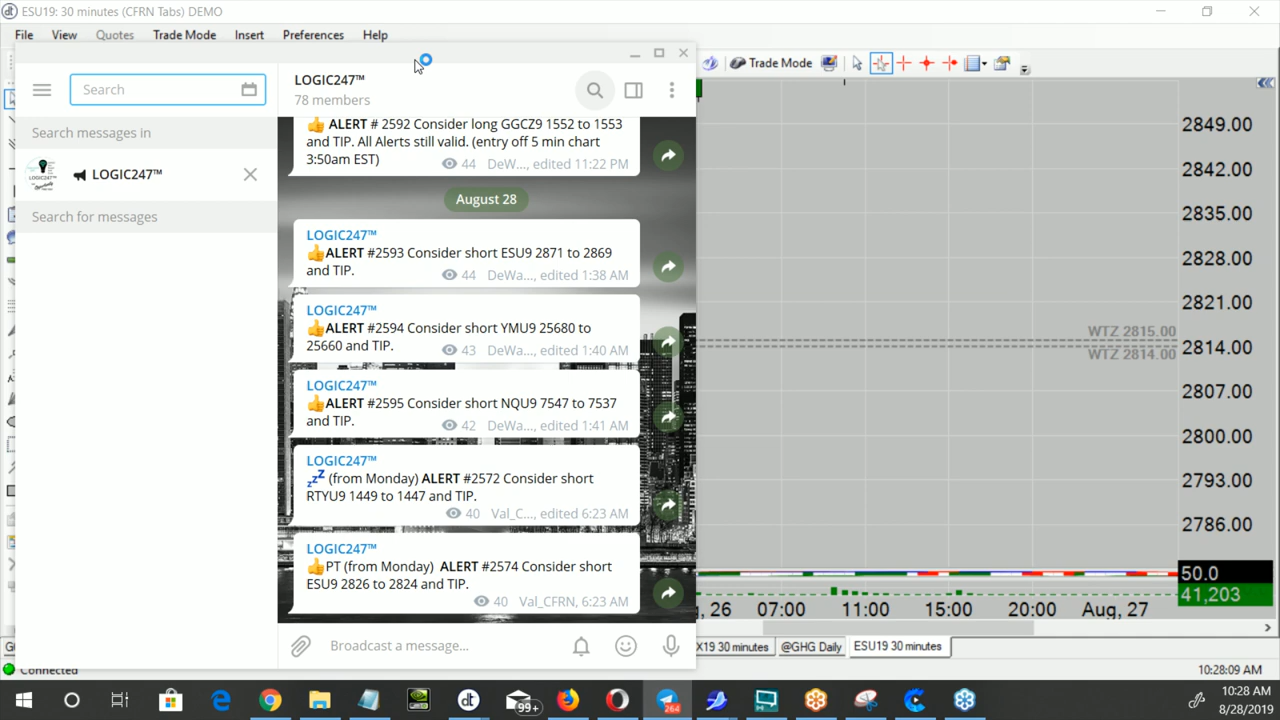 ESU19: 30 minutes (CFRN Tabs) DEMO
File View Quotes Trade Mode Insert Preferences Help
Trade Mode
Search
LOGIC247™
78 members
Search messages in
LOGIC247™
Search for messages
👍 ALERT # 2592 Consider long GGCZ9 1552 to 1553
and TIP. All Alerts still valid. (entry off 5 min chart
3:50am EST)
44 DeW..., edited 11:22 PM
August 28
LOGIC247™
👍ALERT #2593 Consider short ESU9 2871 to 2869
and TIP.
44 DeWa..., edited 1:38 AM
LOGIC247™
👍ALERT #2594 Consider short YMU9 25680 to
25660 and TIP.
43 DeWa..., edited 1:40 AM
LOGIC247™
👍ALERT #2595 Consider short NQU9 7547 to 7537
and TIP.
42 DeWa..., edited 1:41 AM
LOGIC247™
💤 (from Monday) ALERT #2572 Consider short
RTYU9 1449 to 1447 and TIP.
40 Val_C..., edited 6:23 AM
LOGIC247™
👍PT (from Monday) ALERT #2574 Consider short
ESU9 2826 to 2824 and TIP.
40 Val_CFRN, 6:23 AM
Broadcast a message...
2849.00
2842.00
2835.00
2828.00
2821.00
WTZ 2815.00
2814.00
WTZ 2814.00
2807.00
2800.00
2793.00
2786.00
50.0
41,203
, 26 07:00 11:00 15:00 20:00 Aug, 27
X19 30 minutes @GHG Daily ESU19 30 minutes
Connected
10:28:09 AM
99+
264
10:28 AM
8/28/2019